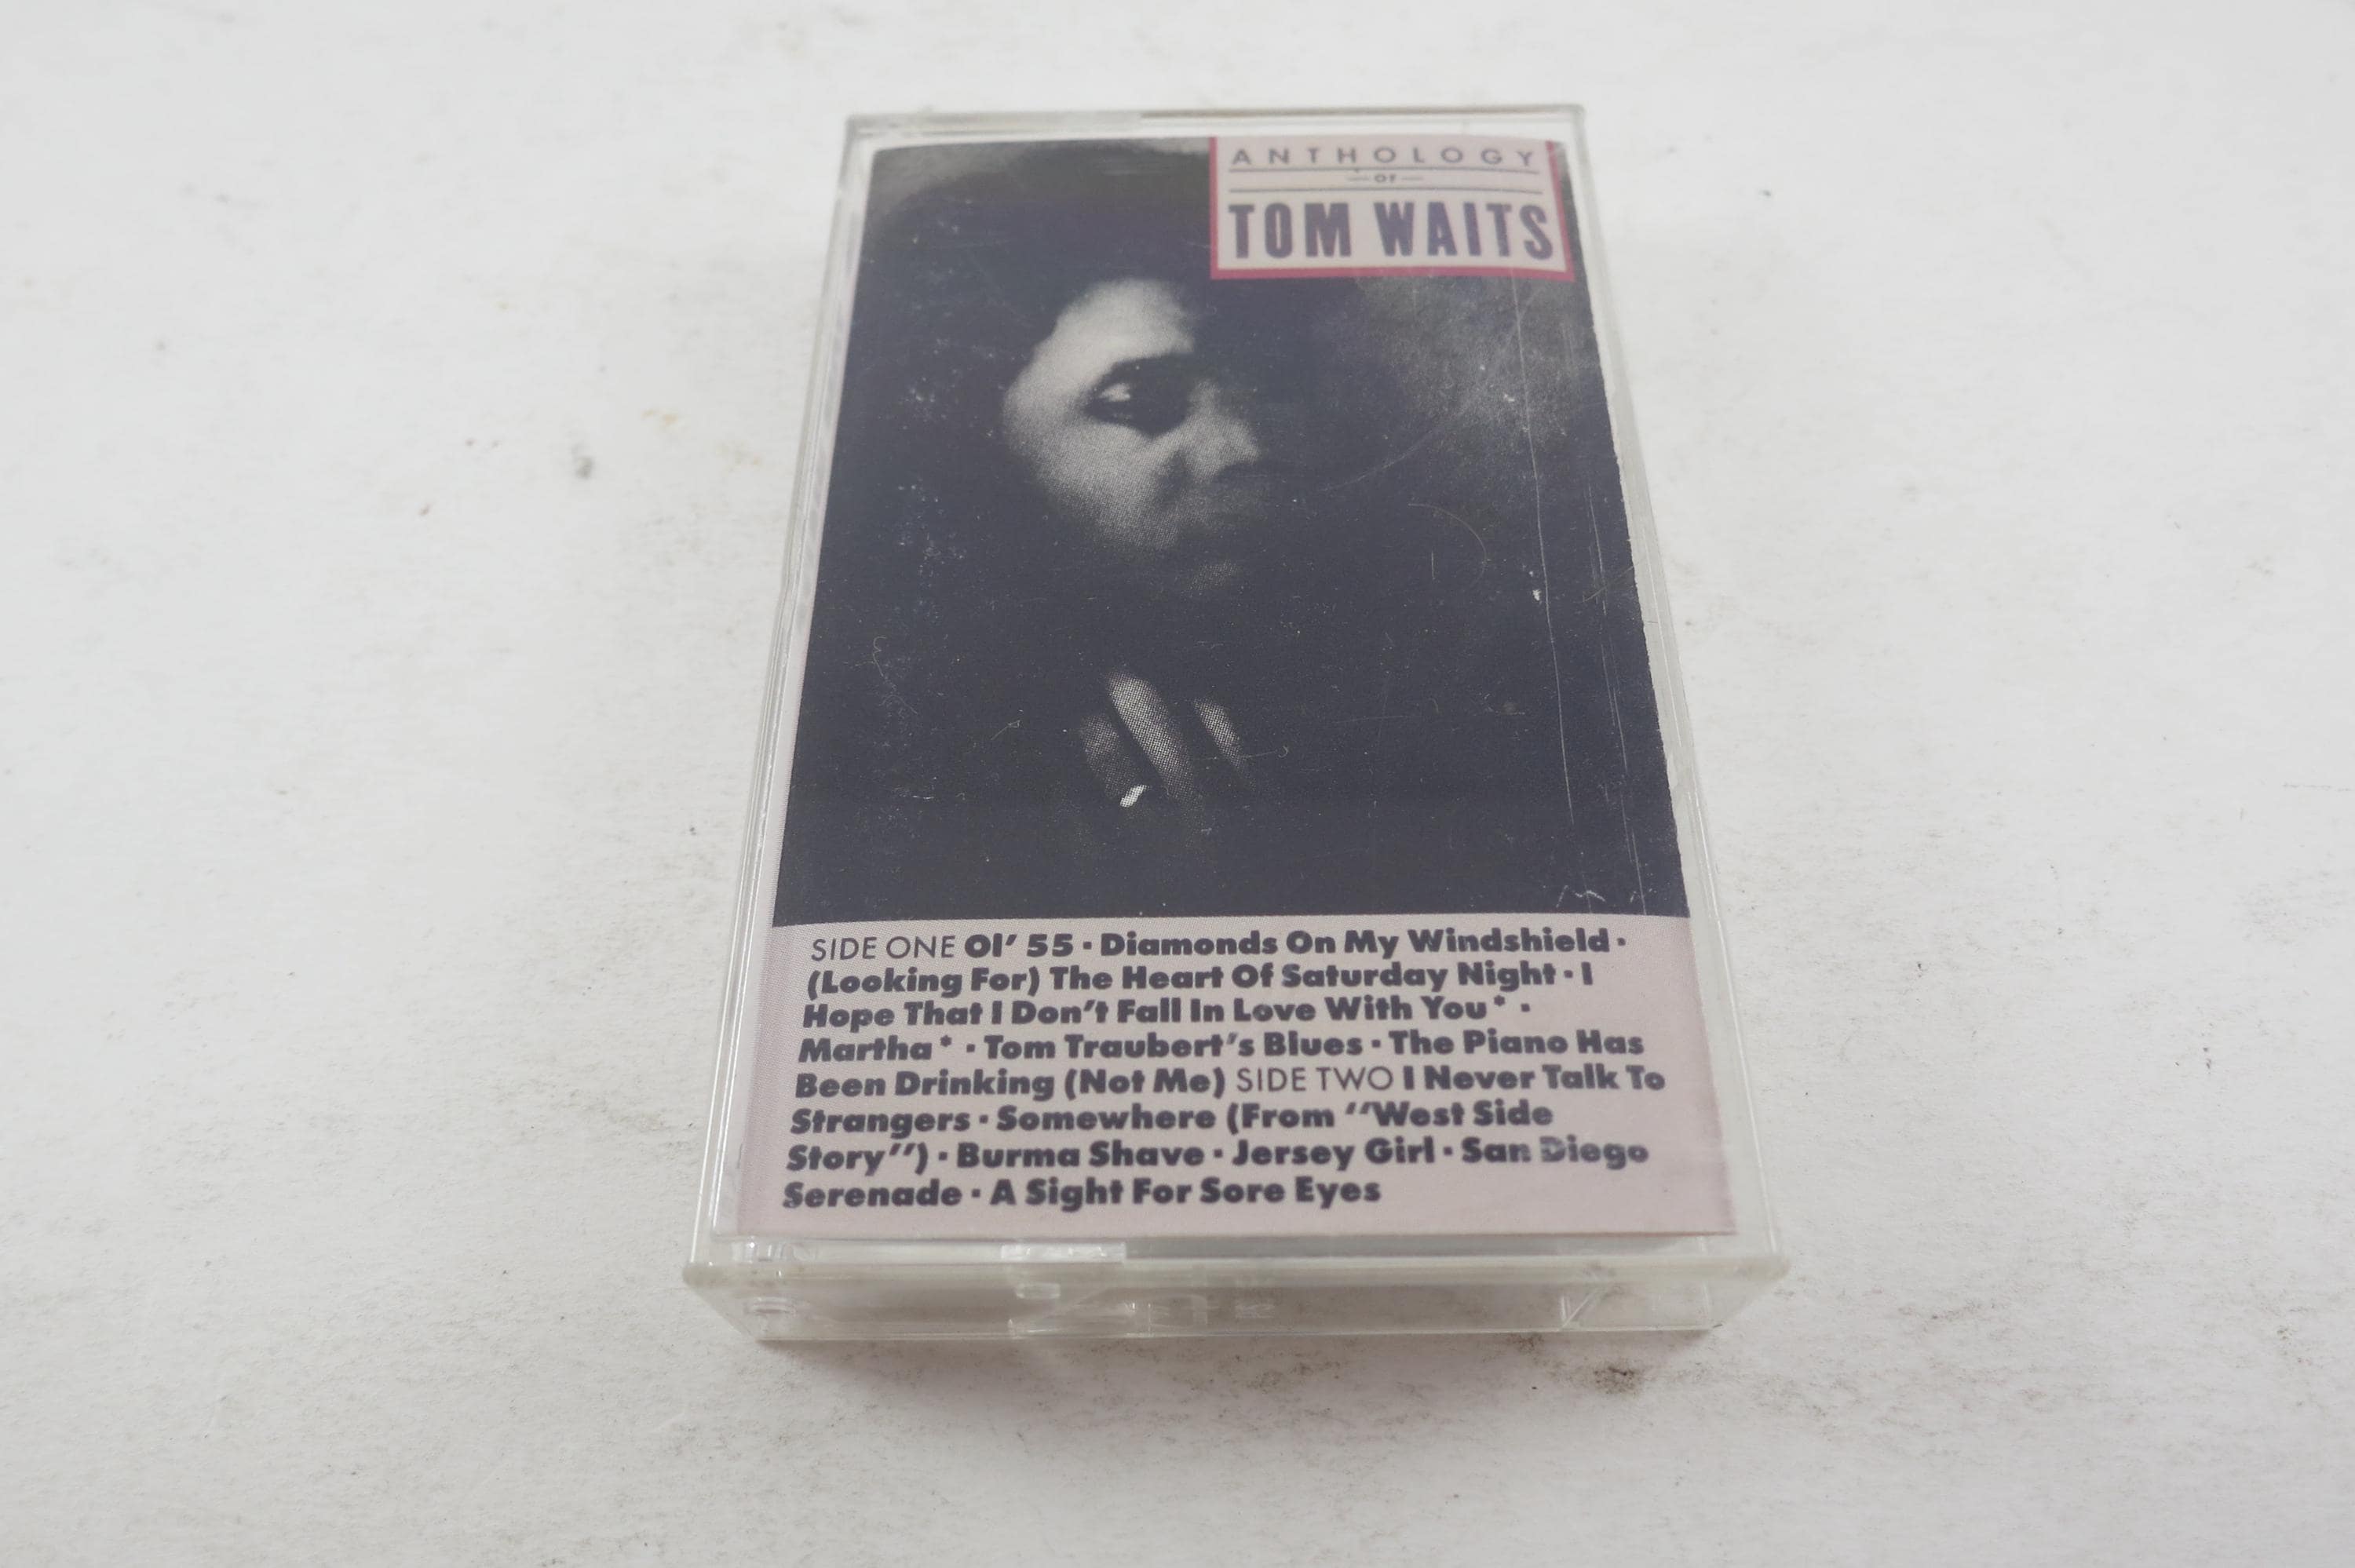 ANTHOLOGY
OF
TOM WAITS
SIDE ONE Ol' 55 · Diamonds On My Windshield ·
(Looking For) The Heart Of Saturday Night · I
Hope That I Don't Fall In Love With You* ·
Martha* · Tom Traubert's Blues · The Piano Has
Been Drinking (Not Me) SIDE TWO I Never Talk To
Strangers · Somewhere (From "West Side
Story") · Burma Shave · Jersey Girl · San Diego
Serenade · A Sight For Sore Eyes